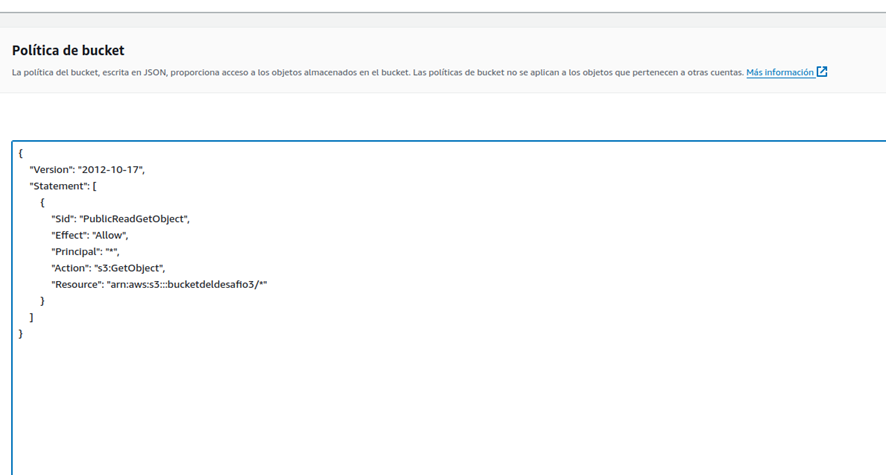 Política de bucket
La política del bucket, escrita en JSON, proporciona acceso a los objetos almacenados en el bucket. Las políticas de bucket no se aplican a los objetos que pertenecen a otras cuentas. Más información
{
"Version": "2012-10-17",
"Statement": [
{
"Sid": "PublicReadGetObject",
"Effect": "Allow",
"Principal": "*",
"Action": "s3:GetObject",
"Resource": "arn:aws:s3:::bucketdeldesafio3/*"
}
]
}